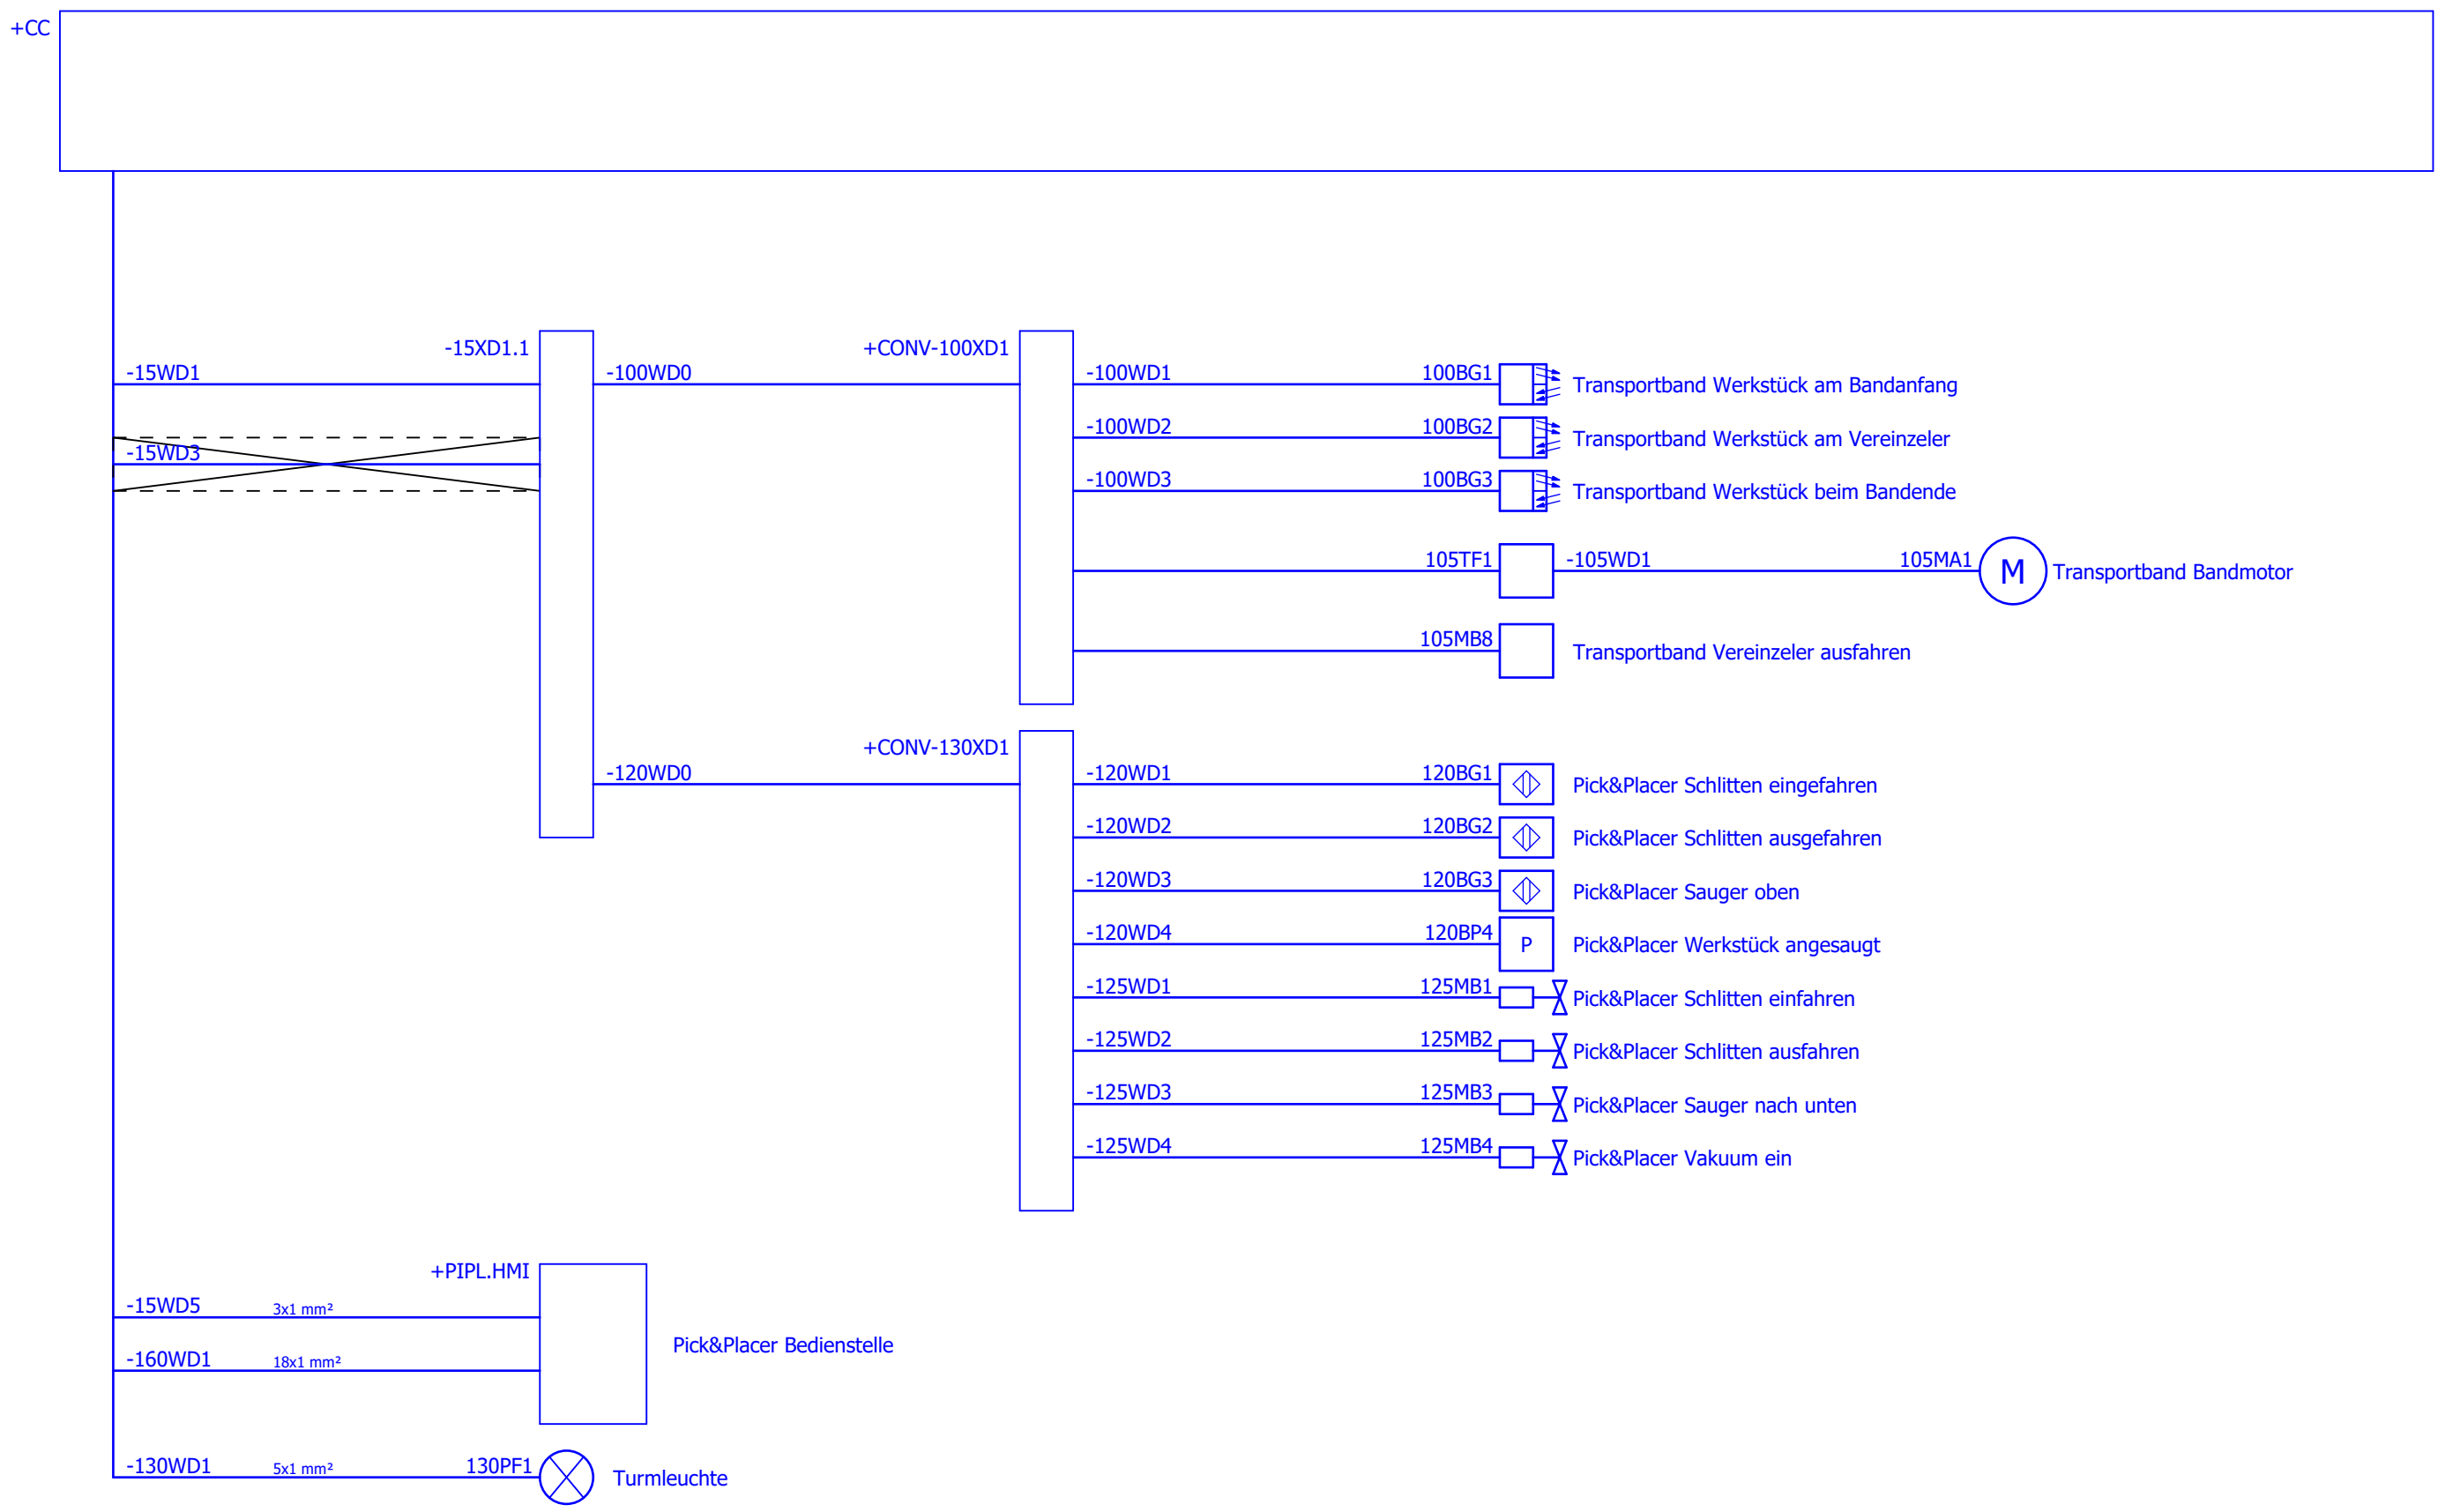 +CC
-15XD1.1
+CONV-100XD1
-15WD1
-100WD0
-100WD1
100BG1
Transportband Werkstück am Bandanfang
-100WD2
100BG2
Transportband Werkstück am Vereinzeler
-15WD3
-100WD3
100BG3
Transportband Werkstück beim Bandende
105TF1
-105WD1
105MA1
M
Transportband Bandmotor
105MB8
Transportband Vereinzeler ausfahren
+CONV-130XD1
-120WD0
-120WD1
120BG1
Pick&Placer Schlitten eingefahren
-120WD2
120BG2
Pick&Placer Schlitten ausgefahren
-120WD3
120BG3
Pick&Placer Sauger oben
-120WD4
120BP4
P
Pick&Placer Werkstück angesaugt
-125WD1
125MB1
Pick&Placer Schlitten einfahren
-125WD2
125MB2
Pick&Placer Schlitten ausfahren
-125WD3
125MB3
Pick&Placer Sauger nach unten
-125WD4
125MB4
Pick&Placer Vakuum ein
+PIPL.HMI
-15WD5
3x1 mm²
Pick&Placer Bedienstelle
-160WD1
18x1 mm²
-130WD1
5x1 mm²
130PF1
Turmleuchte